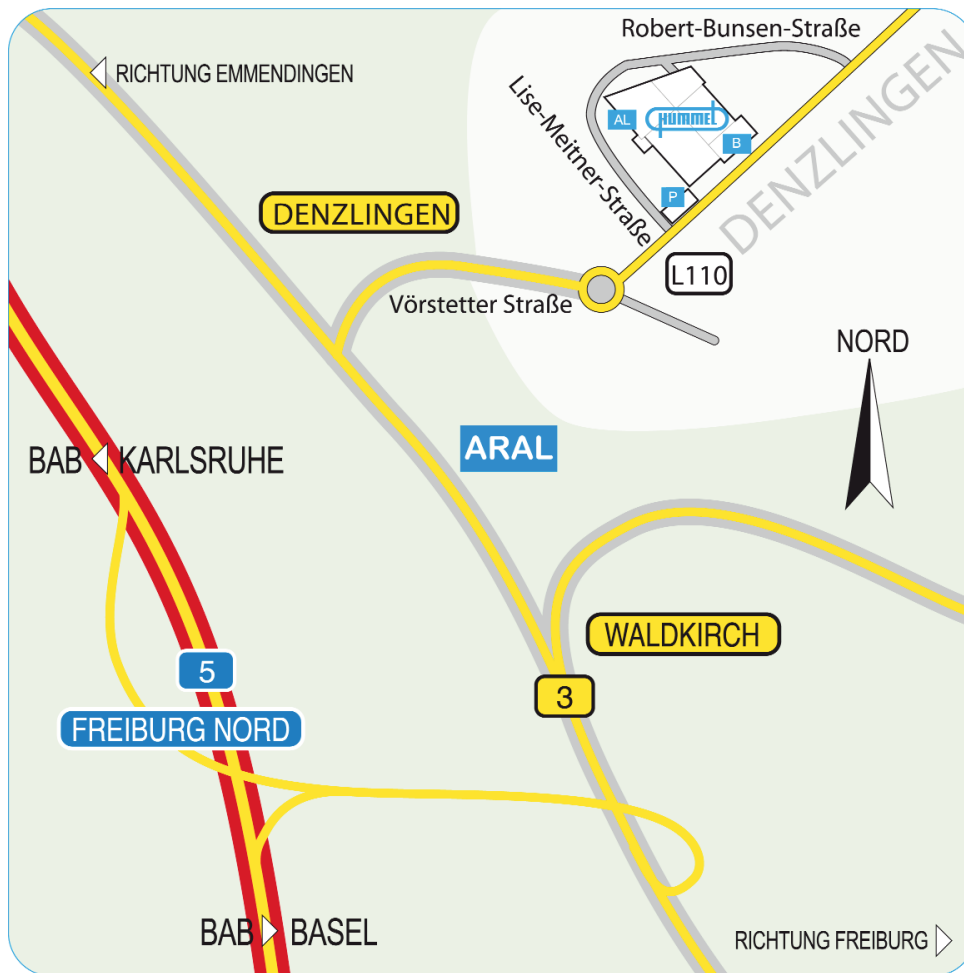 Robert-Bunsen-Straße
RICHTUNG EMMENDINGEN
Lise-Meitner-Straße
AL
HUMMEL
B
P
DENZLINGEN
DENZLINGEN
L110
Vörstetter Straße
NORD
ARAL
BAB KARLSRUHE
WALDKIRCH
5
3
FREIBURG NORD
BAB BASEL
RICHTUNG FREIBURG